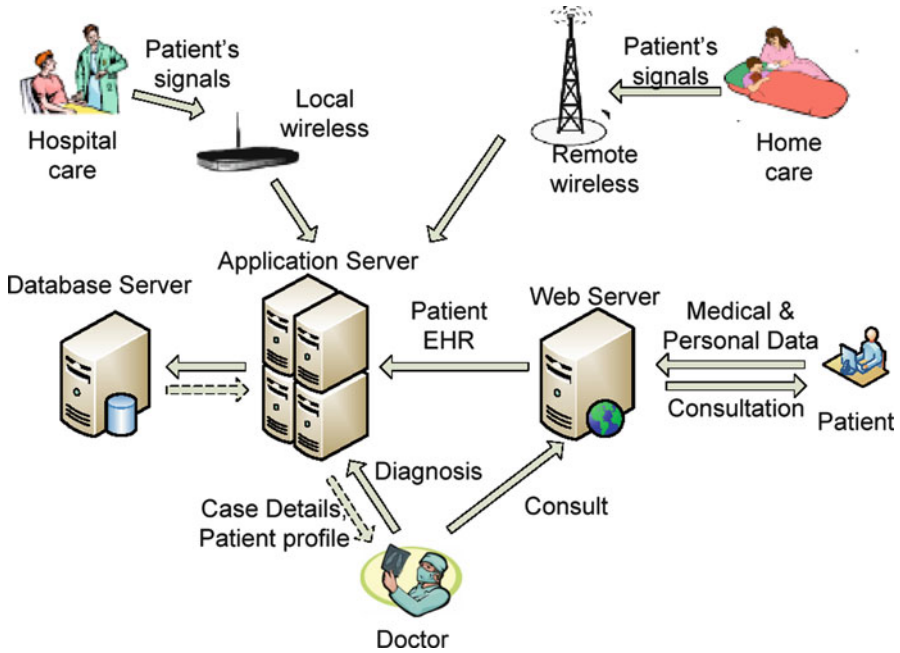 Patient's
signals
Hospital
care
Local
wireless
Patient's
signals
Remote
wireless
Home
care
Application Server
Database Server
Patient
EHR
Web Server
Medical &
Personal Data
Consultation
Patient
Diagnosis
Case Details,
Patient profile
Consult
Doctor